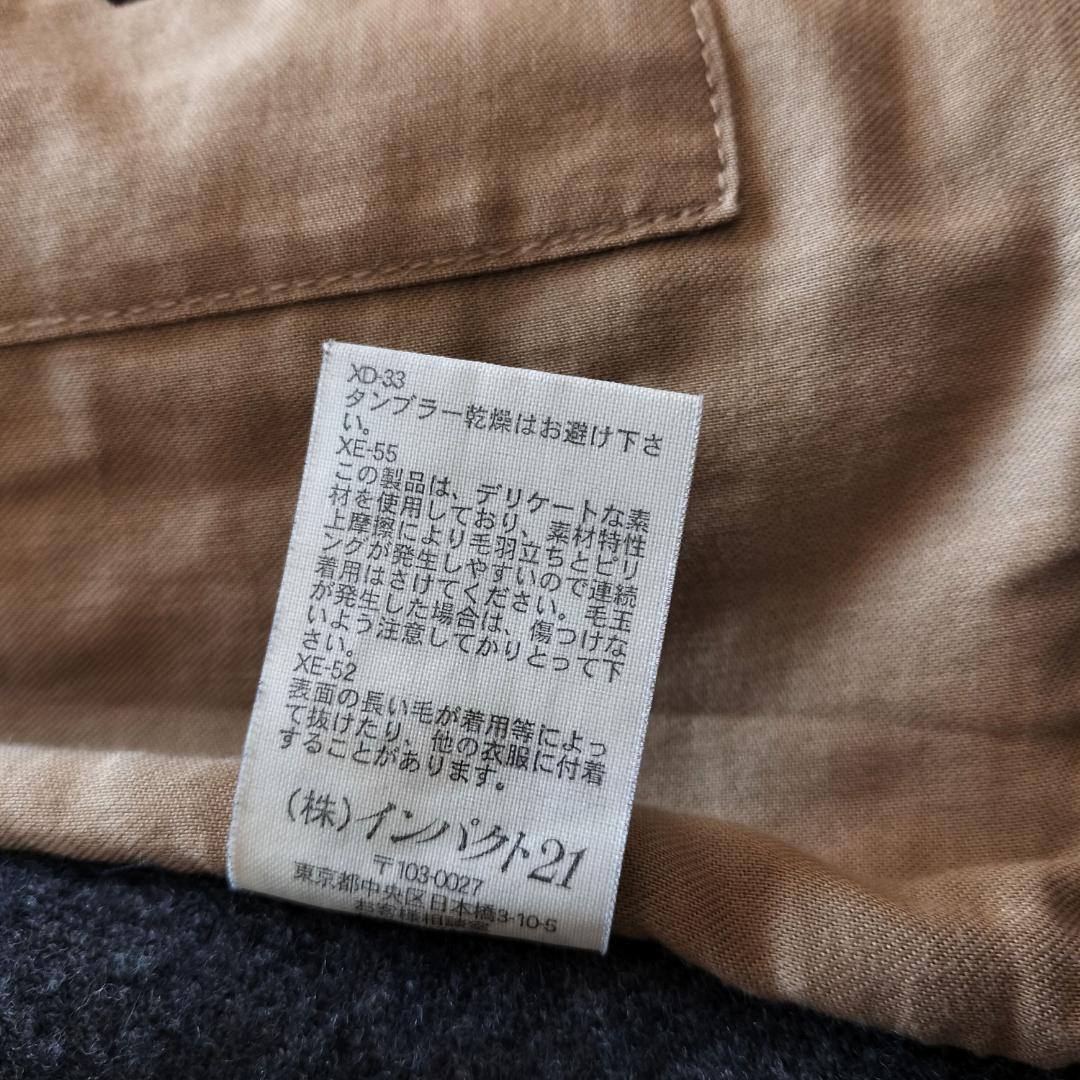 XD-33
タンブラー乾燥はお避け下さ
い。
XE-55
この製品は、デリケートな素
材を使用しており、素材特性
上摩擦により毛羽立ちとピリ
ングが発生しやすいので連続
着用はさけてください。毛玉
が発生した場合は、傷つけな
いよう注意してかりとって下
さい。
XE-52
表面の長い毛が着用等によっ
て抜けたり、他の衣服に付着
することがあります。
(株)インパクト21
〒103-0027
東京都中央区日本橋3-10-5
お客様相談室